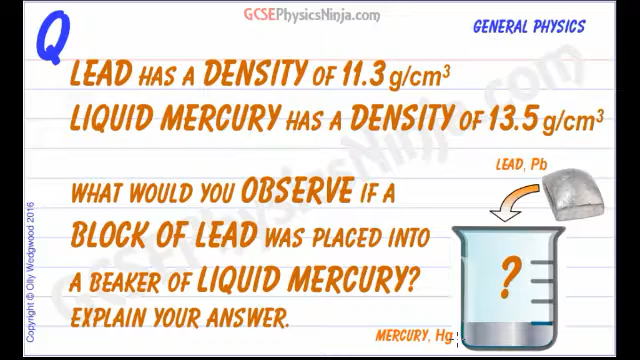 GCSEPhysicsNinja.com
Q
GENERAL PHYSICS
LEAD HAS A DENSITY OF 11.3 g/cm³
LIQUID MERCURY HAS A DENSITY OF 13.5 g/cm³
LEAD, Pb
WHAT WOULD YOU OBSERVE IF A
BLOCK OF LEAD WAS PLACED INTO
A BEAKER OF LIQUID MERCURY?
EXPLAIN YOUR ANSWER.
?
MERCURY, Hg
Copyright © Olly Wedgwood 2016
GCSEPhysicsNinja.com